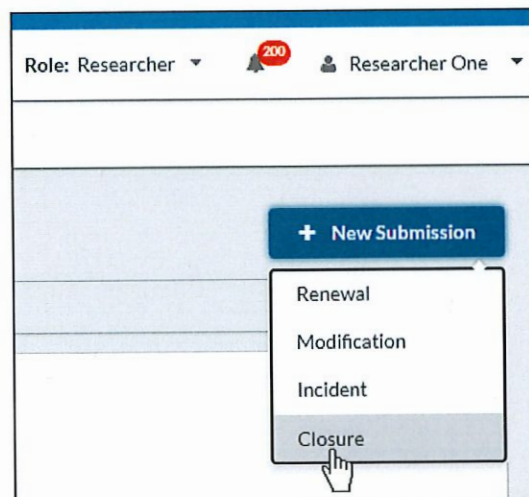 200
Role: Researcher Researcher One
+ New Submission
Renewal
Modification
Incident
Closure